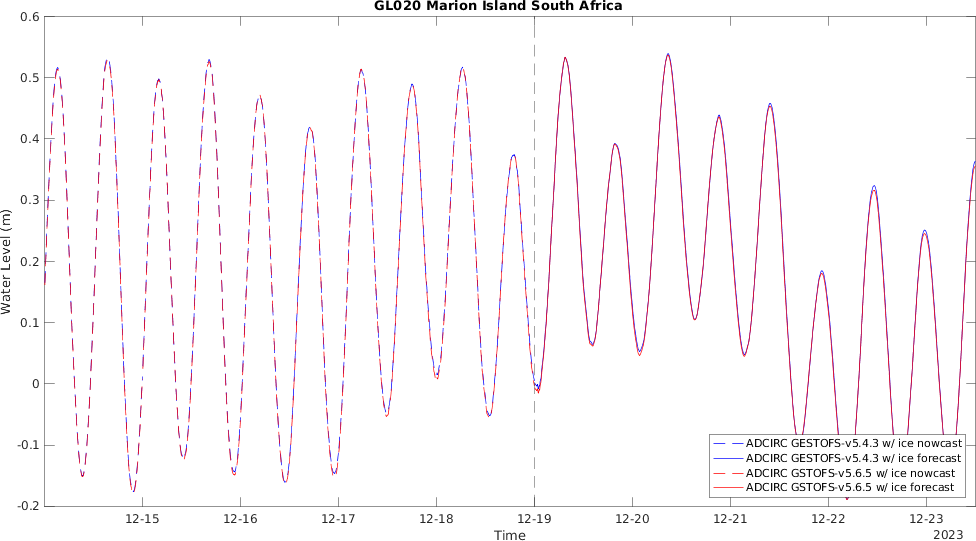 GL020 Marion Island South Africa
0.6
0.5
0.4
0.3
0.2
0.1
0
-0.1
-0.2
Water Level (m)
ADCIRC GESTOFS-v5.4.3 w/ ice nowcast
ADCIRC GESTOFS-v5.4.3 w/ ice forecast
ADCIRC GSTOFS-v5.6.5 w/ ice nowcast
ADCIRC GSTOFS-v5.6.5 w/ ice forecast
12-15 12-16 12-17 12-18 12-19 12-20 12-21 12-22 12-23
Time
2023